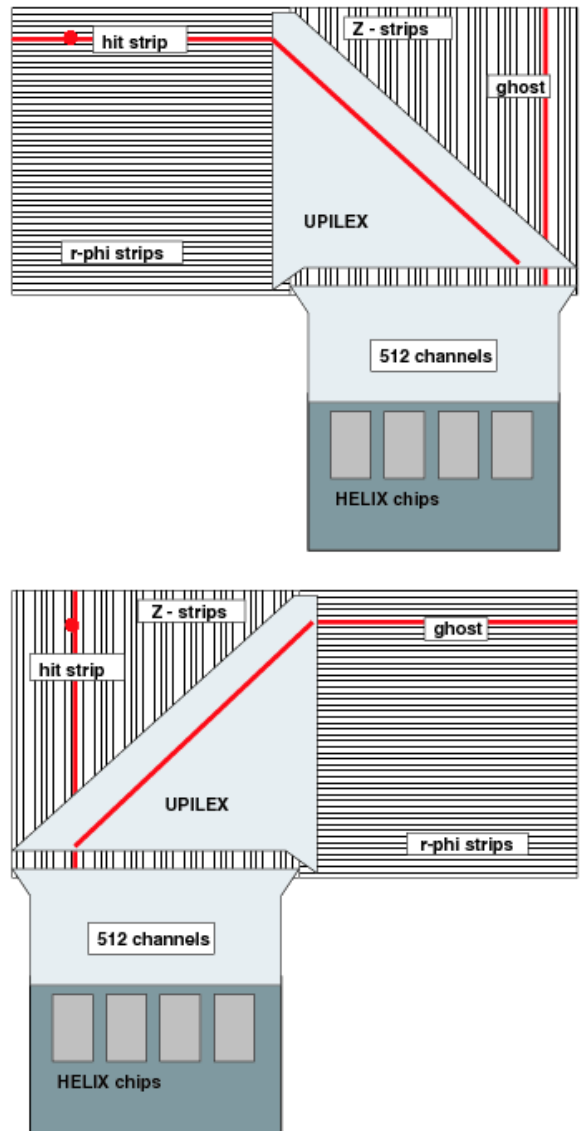 Z - strips
hit strip
ghost
UPILEX
r-phi strips
512 channels
HELIX chips
Z - strips
ghost
hit strip
UPILEX
r-phi strips
512 channels
HELIX chips